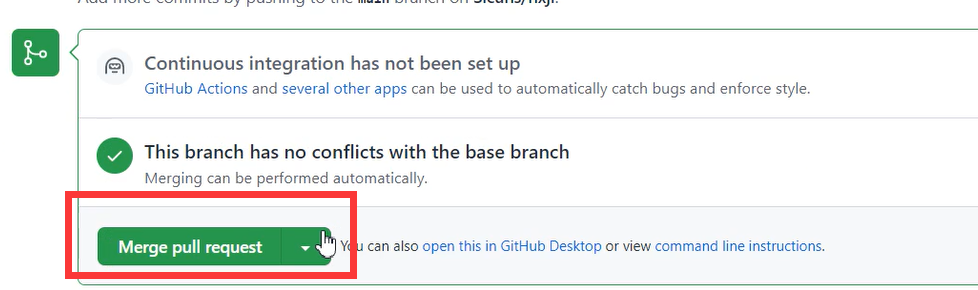 Add more commits by pushing to the main branch on
Continuous integration has not been set up
GitHub Actions and several other apps can be used to automatically catch bugs and enforce style.
This branch has no conflicts with the base branch
Merging can be performed automatically.
Merge pull request
You can also open this in GitHub Desktop or view command line instructions.